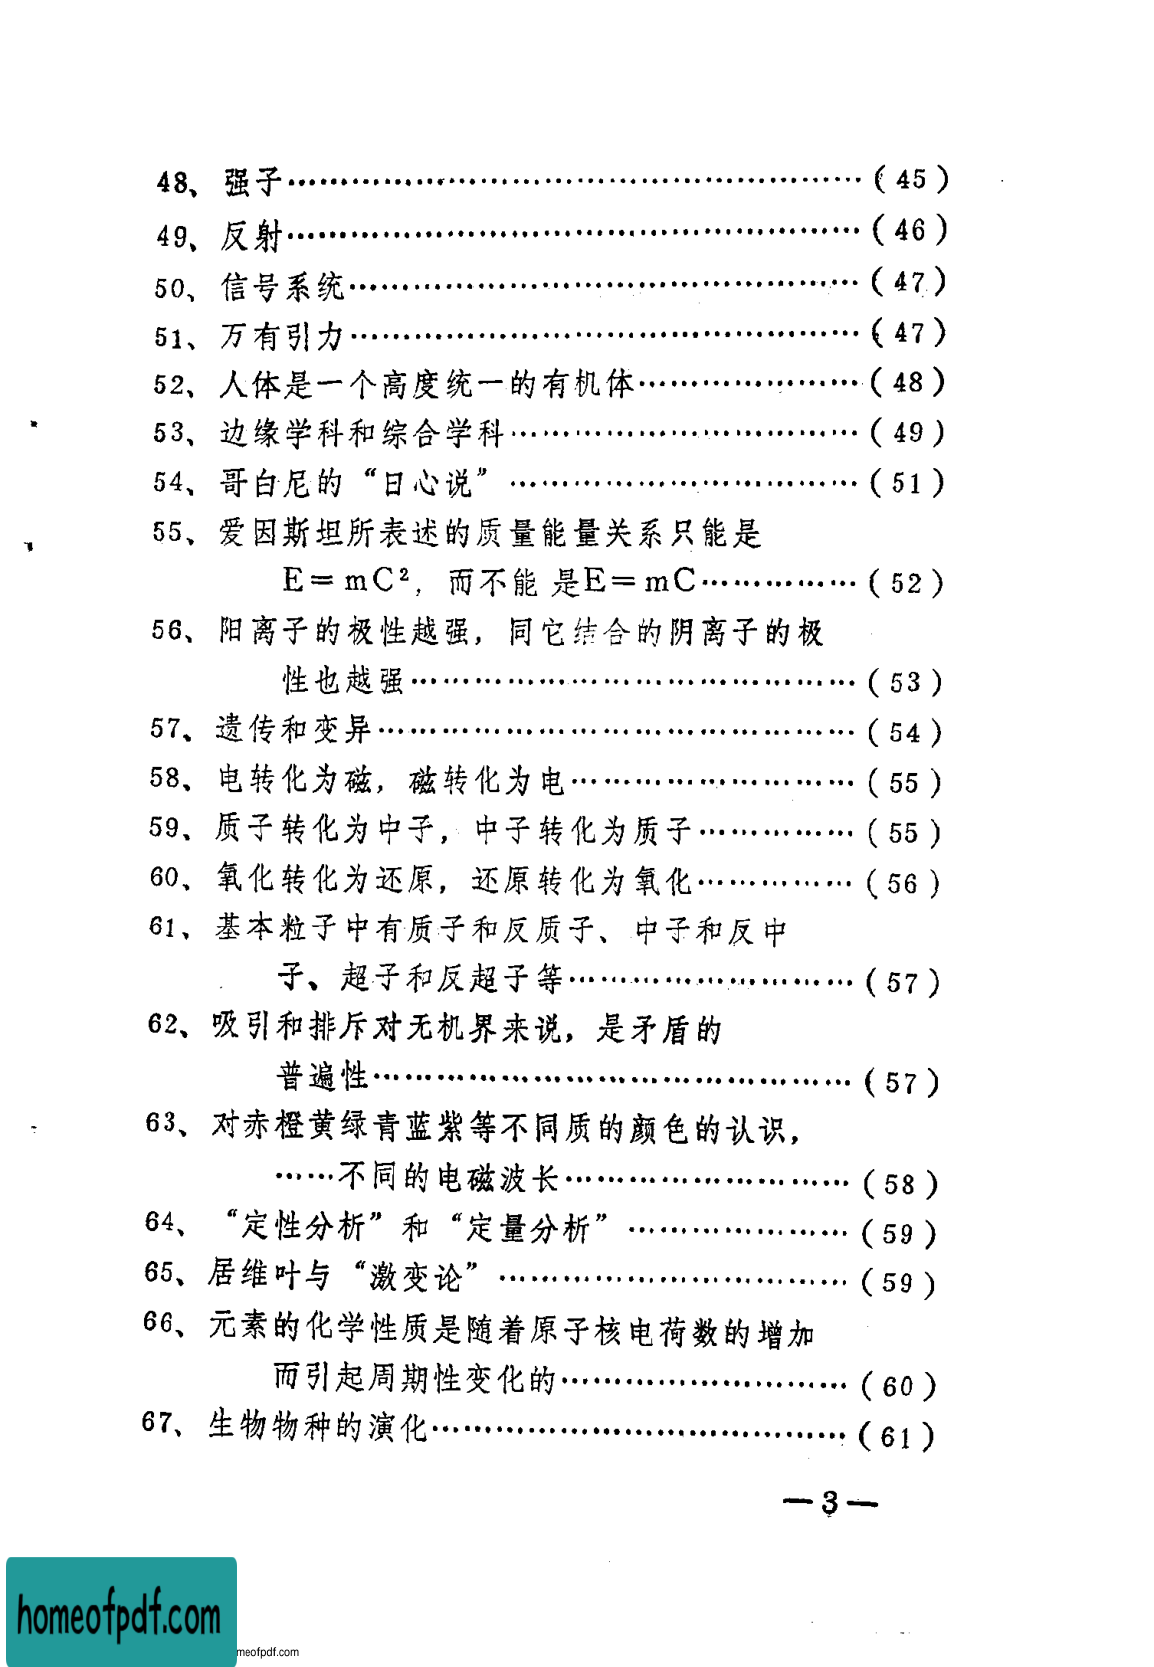 48、强子……………………………………………………(45)
49、反射……………………………………………………(46)
50、信号系统………………………………………………(47)
51、万有引力………………………………………………(47)
52、人体是一个高度统一的有机体……………………(48)
53、边缘学科和综合学科………………………………(49)
54、哥白尼的“日心说”………………………………(51)
55、爱因斯坦所表述的质量能量关系只能是
E=mC²，而不能是E=mC……………(52)
56、阳离子的极性越强，同它结合的阴离子的极
性也越强………………………………………(53)
57、遗传和变异……………………………………………(54)
58、电转化为磁，磁转化为电…………………………(55)
59、质子转化为中子，中子转化为质子……………(55)
60、氧化转化为还原，还原转化为氧化……………(56)
61、基本粒子中有质子和反质子、中子和反中
子、超子和反超子等…………………………(57)
62、吸引和排斥对无机界来说，是矛盾的
普遍性……………………………………………(57)
63、对赤橙黄绿青蓝紫等不同质的颜色的认识，
……不同的电磁波长…………………………(58)
64、“定性分析”和“定量分析”……………………(59)
65、居维叶与“激变论”………………………………(59)
66、元素的化学性质是随着原子核电荷数的增加
而引起周期性变化的…………………………(60)
67、生物物种的演化………………………………………(61)
—3—
homeofpdf.com
meofpdf.com